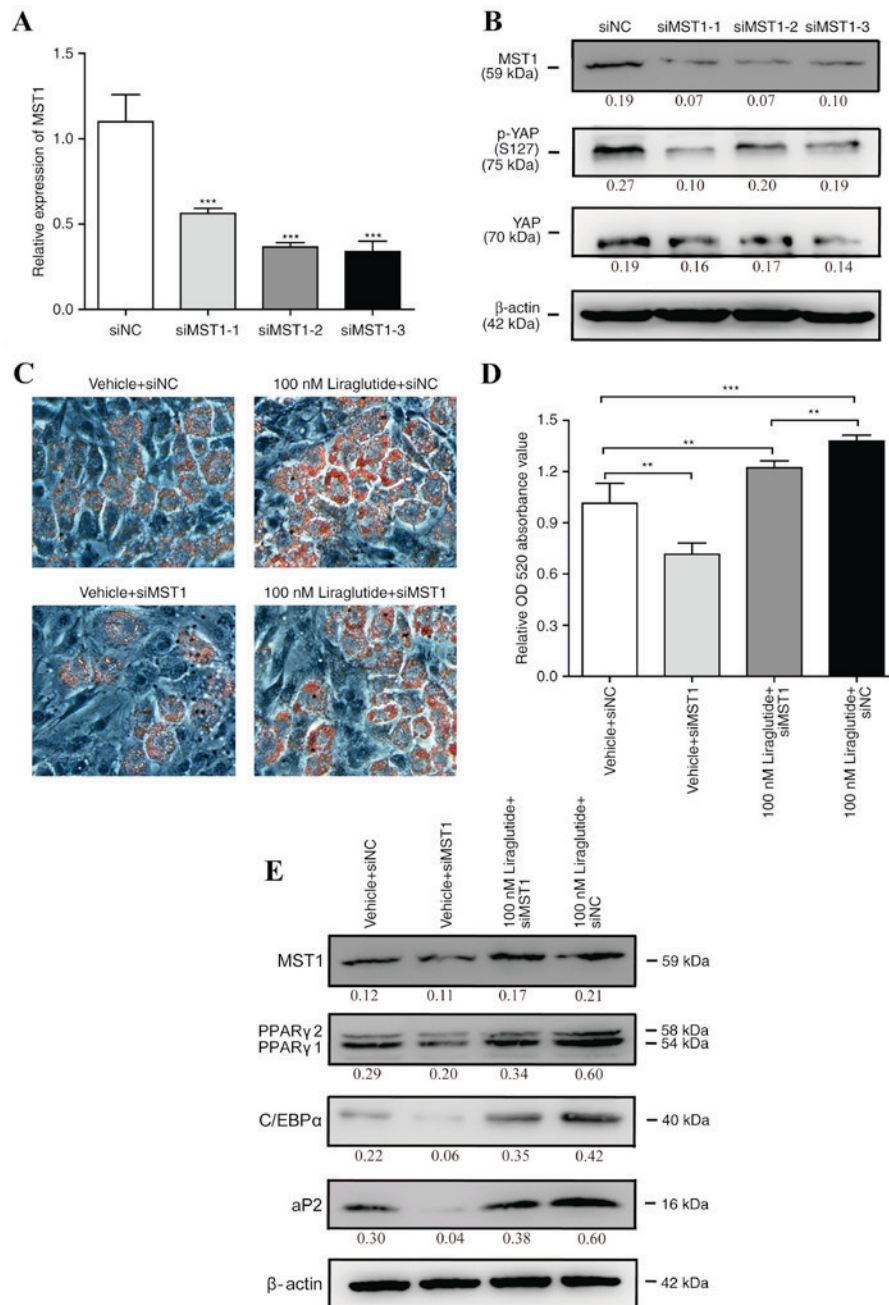 A
Relative expression of MST1
1.5
1.0
0.5
0.0
***
***
***
siNC
siMST1-1
siMST1-2
siMST1-3
B
siNC siMST1-1 siMST1-2 siMST1-3
MST1
(59 kDa)
0.19 0.07 0.07 0.10
p-YAP
(S127)
(75 kDa)
0.27 0.10 0.20 0.19
YAP
(70 kDa)
0.19 0.16 0.17 0.14
β-actin
(42 kDa)
C
Vehicle+siNC
100 nM Liraglutide+siNC
Vehicle+siMST1
100 nM Liraglutide+siMST1
D
Relative OD 520 absorbance value
1.5
1.2
0.9
0.6
0.3
0.0
***
**
**
**
Vehicle+siNC
Vehicle+siMST1
100 nM Liraglutide+
siMST1
100 nM Liraglutide+
siNC
E
Vehicle+siNC
Vehicle+siMST1
100 nM Liraglutide+
siMST1
100 nM Liraglutide+
siNC
MST1 59 kDa
0.12 0.11 0.17 0.21
PPARγ2 58 kDa
PPARγ1 54 kDa
0.29 0.20 0.34 0.60
C/EBPα 40 kDa
0.22 0.06 0.35 0.42
aP2 16 kDa
0.30 0.04 0.38 0.60
β-actin 42 kDa